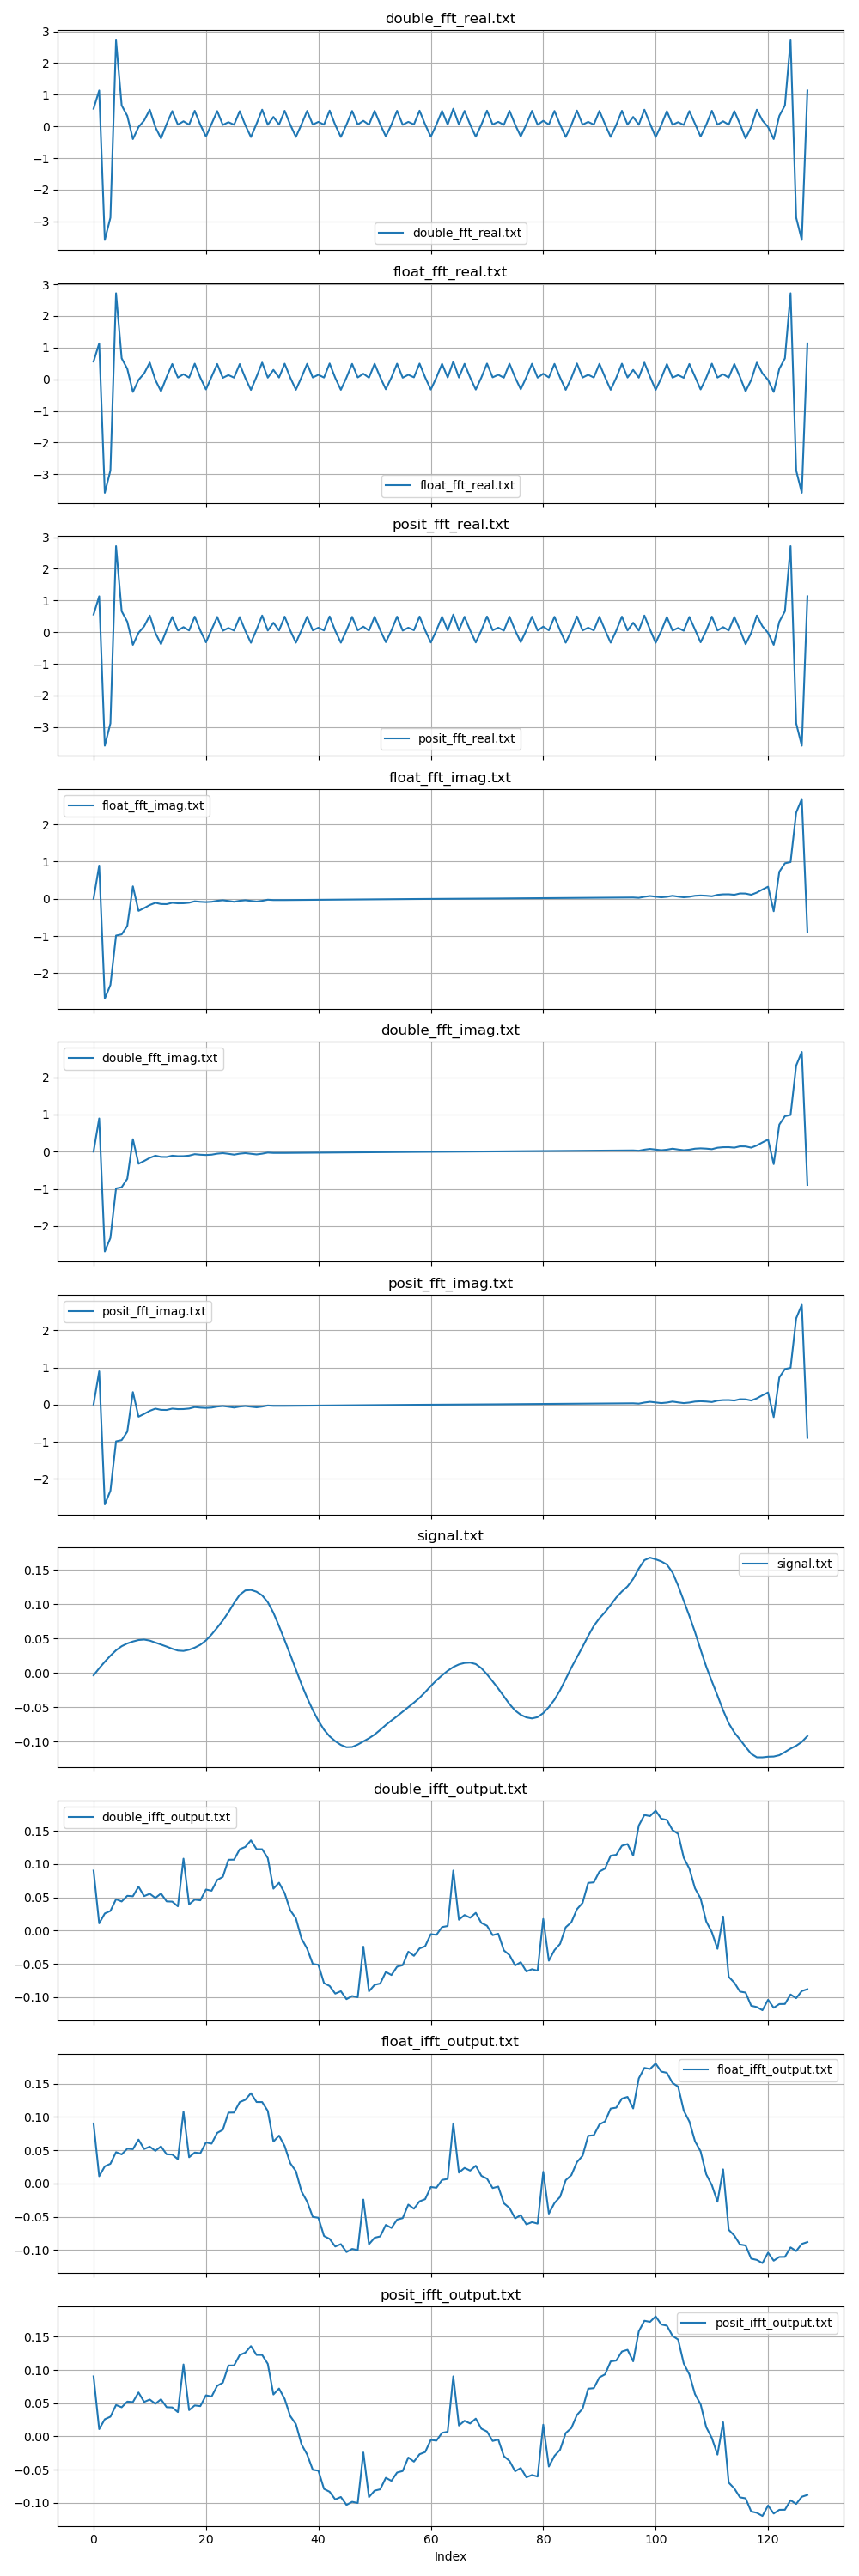 double_fft_real.txt
3
2
1
0
−1
−2
−3
double_fft_real.txt
float_fft_real.txt
3
2
1
0
−1
−2
−3
float_fft_real.txt
posit_fft_real.txt
3
2
1
0
−1
−2
−3
posit_fft_real.txt
float_fft_imag.txt
float_fft_imag.txt
2
1
0
−1
−2
double_fft_imag.txt
double_fft_imag.txt
2
1
0
−1
−2
posit_fft_imag.txt
posit_fft_imag.txt
2
1
0
−1
−2
signal.txt
signal.txt
0.15
0.10
0.05
0.00
−0.05
−0.10
double_ifft_output.txt
double_ifft_output.txt
0.15
0.10
0.05
0.00
−0.05
−0.10
float_ifft_output.txt
float_ifft_output.txt
0.15
0.10
0.05
0.00
−0.05
−0.10
posit_ifft_output.txt
posit_ifft_output.txt
0.15
0.10
0.05
0.00
−0.05
−0.10
0 20 40 60 80 100 120
Index